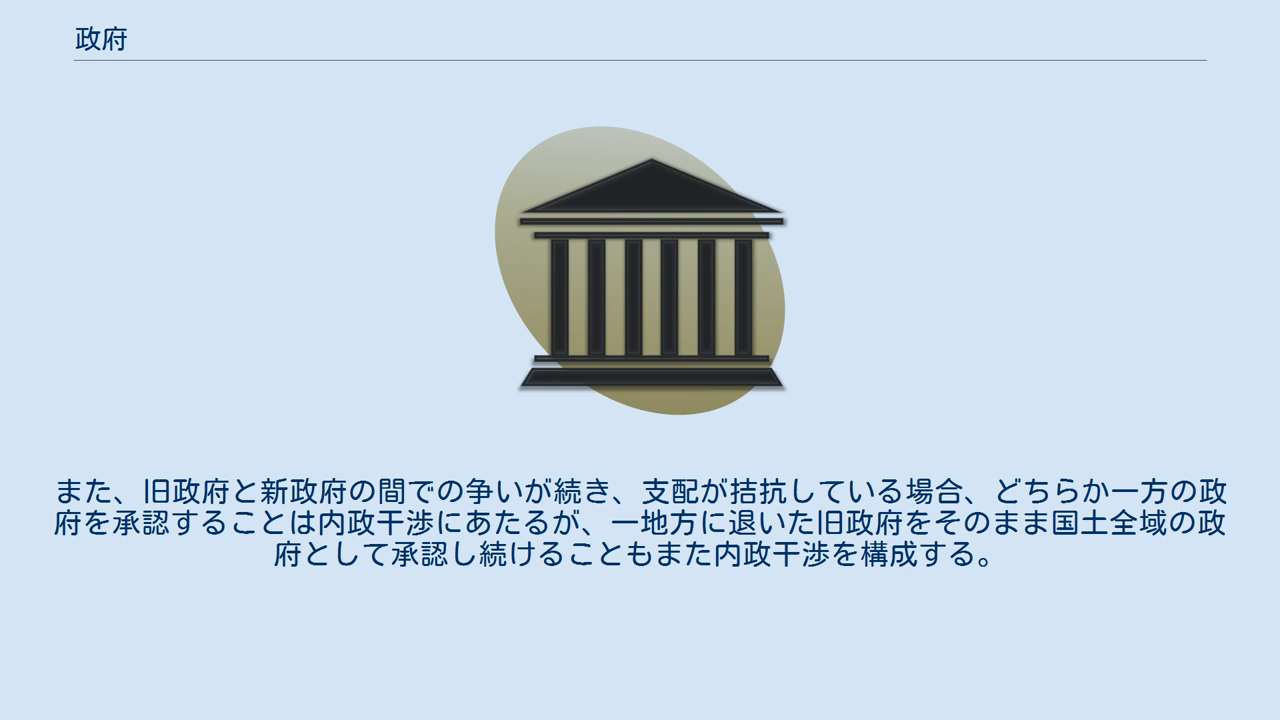 政府
また、旧政府と新政府の間での争いが続き、支配が拮抗している場合、どちらか一方の政
府を承認することは内政干渉にあたるが、一地方に退いた旧政府をそのまま国土全域の政
府として承認し続けることもまた内政干渉を構成する。